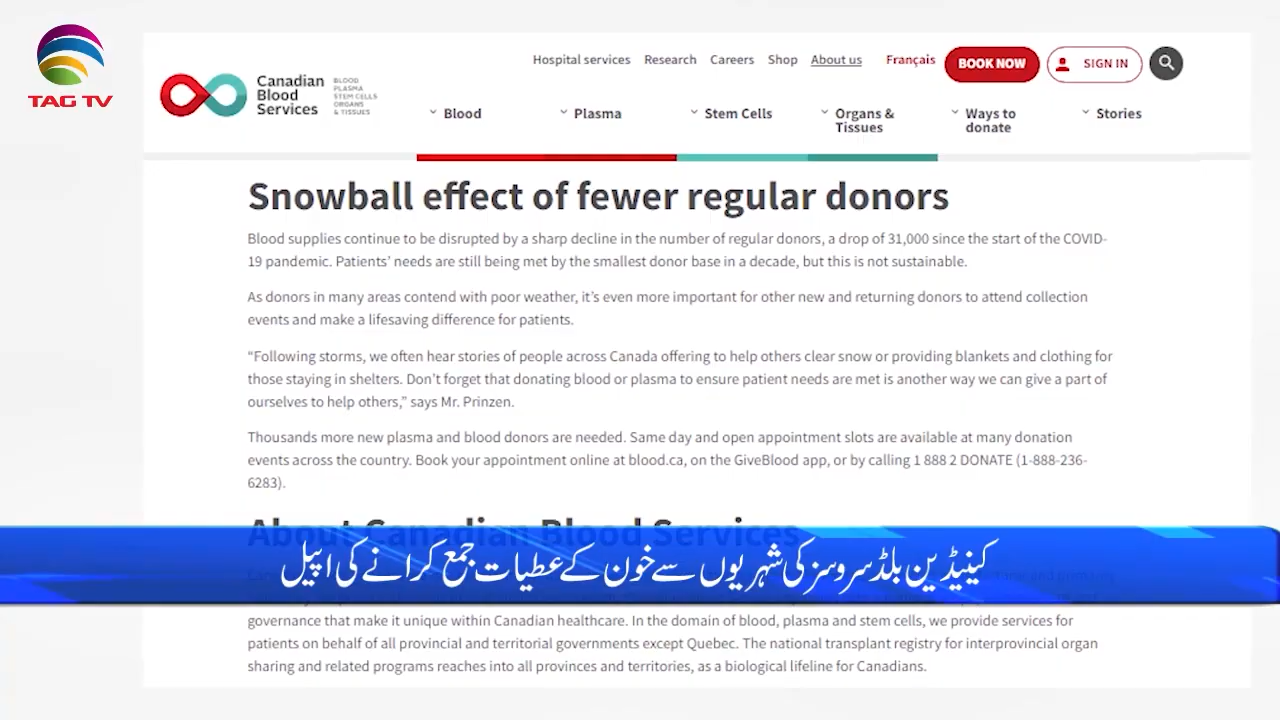 TAG TV
Canadian
Blood
Services
BLOOD
PLASMA
STEM CELLS
ORGANS
& TISSUES
Hospital services Research Careers Shop About us Français BOOK NOW SIGN IN
Blood Plasma Stem Cells Organs & Tissues Ways to donate Stories
Snowball effect of fewer regular donors
Blood supplies continue to be disrupted by a sharp decline in the number of regular donors, a drop of 31,000 since the start of the COVID-
19 pandemic. Patients’ needs are still being met by the smallest donor base in a decade, but this is not sustainable.
As donors in many areas contend with poor weather, it’s even more important for other new and returning donors to attend collection
events and make a lifesaving difference for patients.
“Following storms, we often hear stories of people across Canada offering to help others clear snow or providing blankets and clothing for
those staying in shelters. Don’t forget that donating blood or plasma to ensure patient needs are met is another way we can give a part of
ourselves to help others,” says Mr. Prinzen.
Thousands more new plasma and blood donors are needed. Same day and open appointment slots are available at many donation
events across the country. Book your appointment online at blood.ca, on the GiveBlood app, or by calling 1 888 2 DONATE (1-888-236-
6283).
About Canadian Blood Services
کینیڈین بلڈ سروسز کی شہریوں سے خون کے عطیات جمع کرانے کی اپیل
governance that make it unique within Canadian healthcare. In the domain of blood, plasma and stem cells, we provide services for
patients on behalf of all provincial and territorial governments except Quebec. The national transplant registry for interprovincial organ
sharing and related programs reaches into all provinces and territories, as a biological lifeline for Canadians.